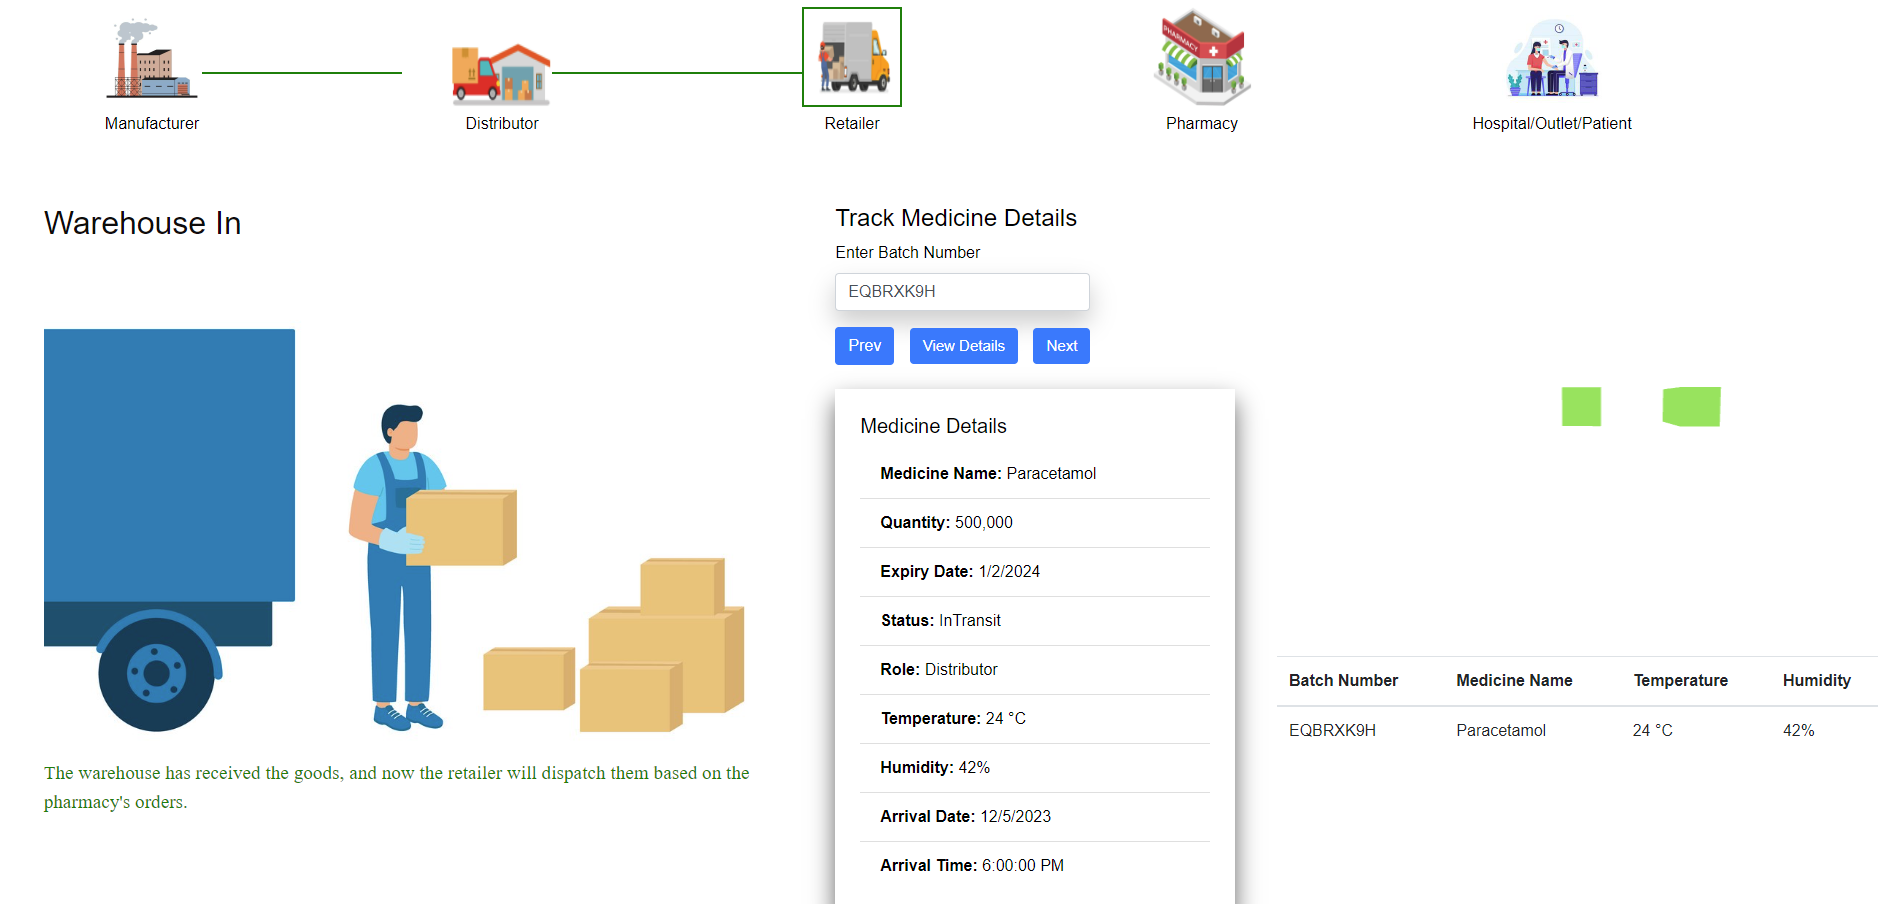 PHARMACY
Manufacturer
Distributor
Retailer
Pharmacy
Hospital/Outlet/Patient
Warehouse In
The warehouse has received the goods, and now the retailer will dispatch them based on the
pharmacy's orders.
Track Medicine Details
Enter Batch Number
EQBRXK9H
Prev
View Details
Next
Medicine Details
Medicine Name: Paracetamol
Quantity: 500,000
Expiry Date: 1/2/2024
Status: InTransit
Role: Distributor
Temperature: 24 °C
Humidity: 42%
Arrival Date: 12/5/2023
Arrival Time: 6:00:00 PM
Batch Number Medicine Name Temperature Humidity
EQBRXK9H Paracetamol 24 °C 42%